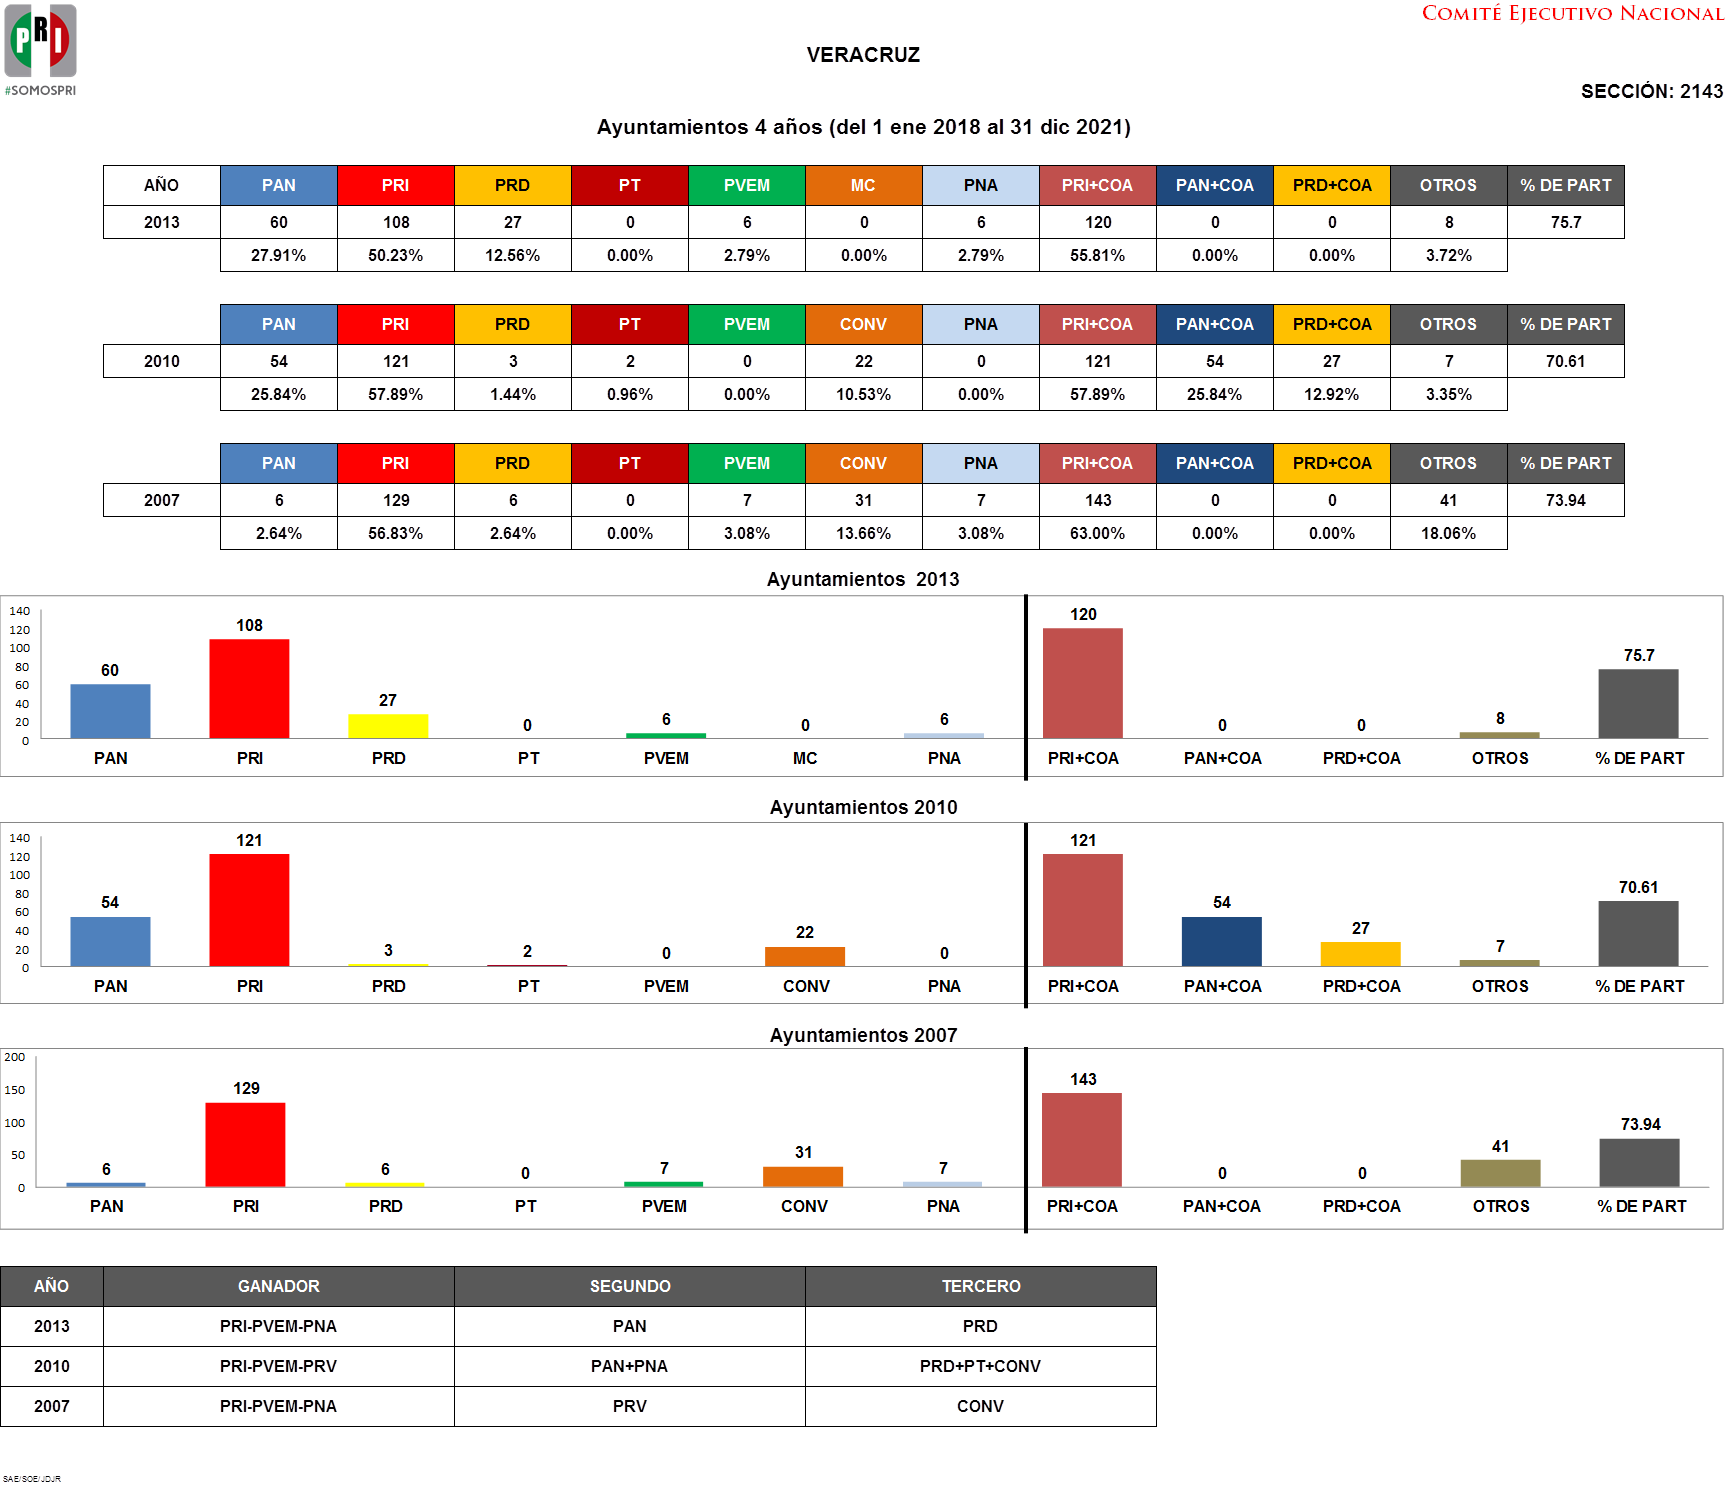 PRI
#SOMOSPRI
COMITÉ EJECUTIVO NACIONAL
VERACRUZ
SECCIÓN: 2143
Ayuntamientos 4 años (del 1 ene 2018 al 31 dic 2021)
AÑO PAN PRI PRD PT PVEM MC PNA PRI+COA PAN+COA PRD+COA OTROS % DE PART
2013 60 108 27 0 6 0 6 120 0 0 8 75.7
27.91% 50.23% 12.56% 0.00% 2.79% 0.00% 2.79% 55.81% 0.00% 0.00% 3.72%
PAN PRI PRD PT PVEM CONV PNA PRI+COA PAN+COA PRD+COA OTROS % DE PART
2010 54 121 3 2 0 22 0 121 54 27 7 70.61
25.84% 57.89% 1.44% 0.96% 0.00% 10.53% 0.00% 57.89% 25.84% 12.92% 3.35%
PAN PRI PRD PT PVEM CONV PNA PRI+COA PAN+COA PRD+COA OTROS % DE PART
2007 6 129 6 0 7 31 7 143 0 0 41 73.94
2.64% 56.83% 2.64% 0.00% 3.08% 13.66% 3.08% 63.00% 0.00% 0.00% 18.06%
Ayuntamientos 2013
140
120
100
80
60
40
20
0
60 108 27 0 6 0 6 120 0 0 8 75.7
PAN PRI PRD PT PVEM MC PNA PRI+COA PAN+COA PRD+COA OTROS % DE PART
Ayuntamientos 2010
140
120
100
80
60
40
20
0
54 121 3 2 0 22 0 121 54 27 7 70.61
PAN PRI PRD PT PVEM CONV PNA PRI+COA PAN+COA PRD+COA OTROS % DE PART
Ayuntamientos 2007
200
150
100
50
0
6 129 6 0 7 31 7 143 0 0 41 73.94
PAN PRI PRD PT PVEM CONV PNA PRI+COA PAN+COA PRD+COA OTROS % DE PART
AÑO GANADOR SEGUNDO TERCERO
2013 PRI-PVEM-PNA PAN PRD
2010 PRI-PVEM-PRV PAN+PNA PRD+PT+CONV
2007 PRI-PVEM-PNA PRV CONV
SAE/SOE/JDJR